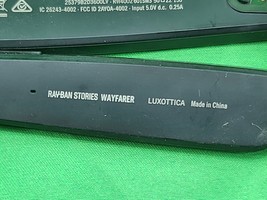 IC 26243-4002 · FCC ID 2AYOA-4002 · Input 5.0V d.c. 0.25A
RAY-BAN STORIES WAYFARER LUXOTTICA Made in China